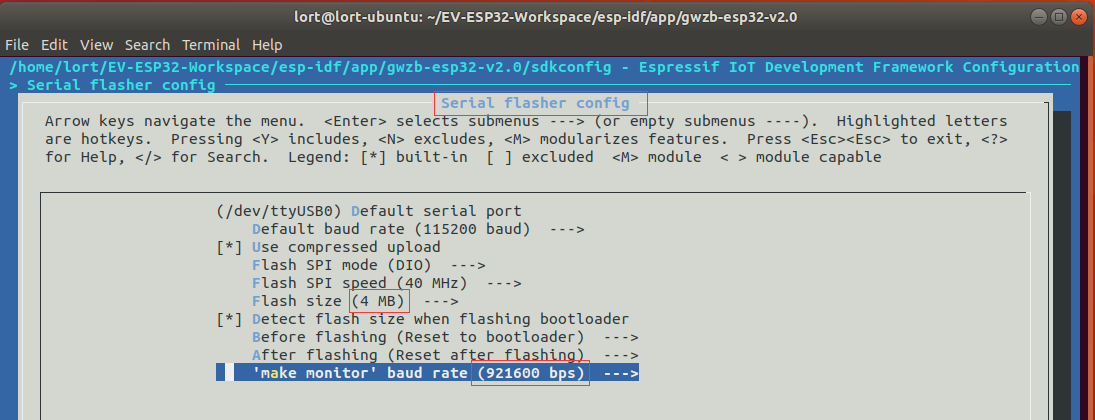 lort@lort-ubuntu: ~/EV-ESP32-Workspace/esp-idf/app/gwzb-esp32-v2.0
File Edit View Search Terminal Help
/home/lort/EV-ESP32-Workspace/esp-idf/app/gwzb-esp32-v2.0/sdkconfig - Espressif IoT Development Framework Configuration
> Serial flasher config
Serial flasher config
Arrow keys navigate the menu. <Enter> selects submenus ---> (or empty submenus ----). Highlighted letters
are hotkeys. Pressing <Y> includes, <N> excludes, <M> modularizes features. Press <Esc><Esc> to exit, <?>
for Help, </> for Search. Legend: [*] built-in [ ] excluded <M> module < > module capable
(/dev/ttyUSB0) Default serial port
Default baud rate (115200 baud) --->
[*] Use compressed upload
Flash SPI mode (DIO) --->
Flash SPI speed (40 MHz) --->
Flash size (4 MB) --->
[*] Detect flash size when flashing bootloader
Before flashing (Reset to bootloader) --->
After flashing (Reset after flashing) --->
'make monitor' baud rate (921600 bps) --->